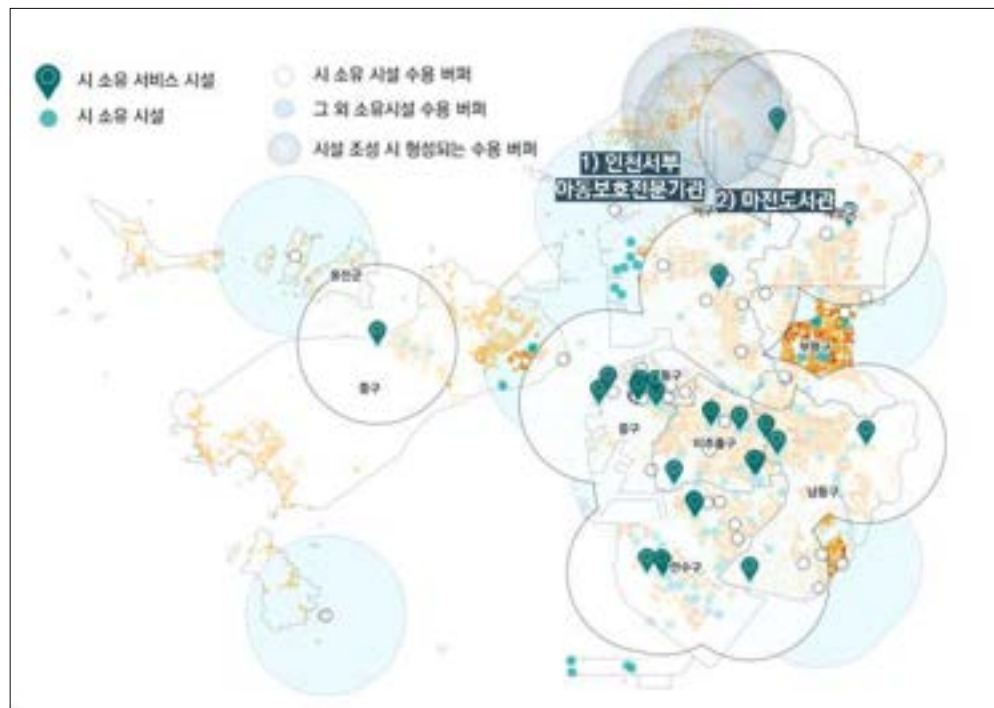 시 소유 서비스 시설
시 소유 시설
시 소유 시설 수용 버퍼
그 외 소유시설 수용 버퍼
시설 조성 시 형성되는 수용 버퍼
1) 인천서부
아동보호전문기관
2) 마전도서관
옹진군
부평구
중구
중구
미추홀구
남동구
연수구